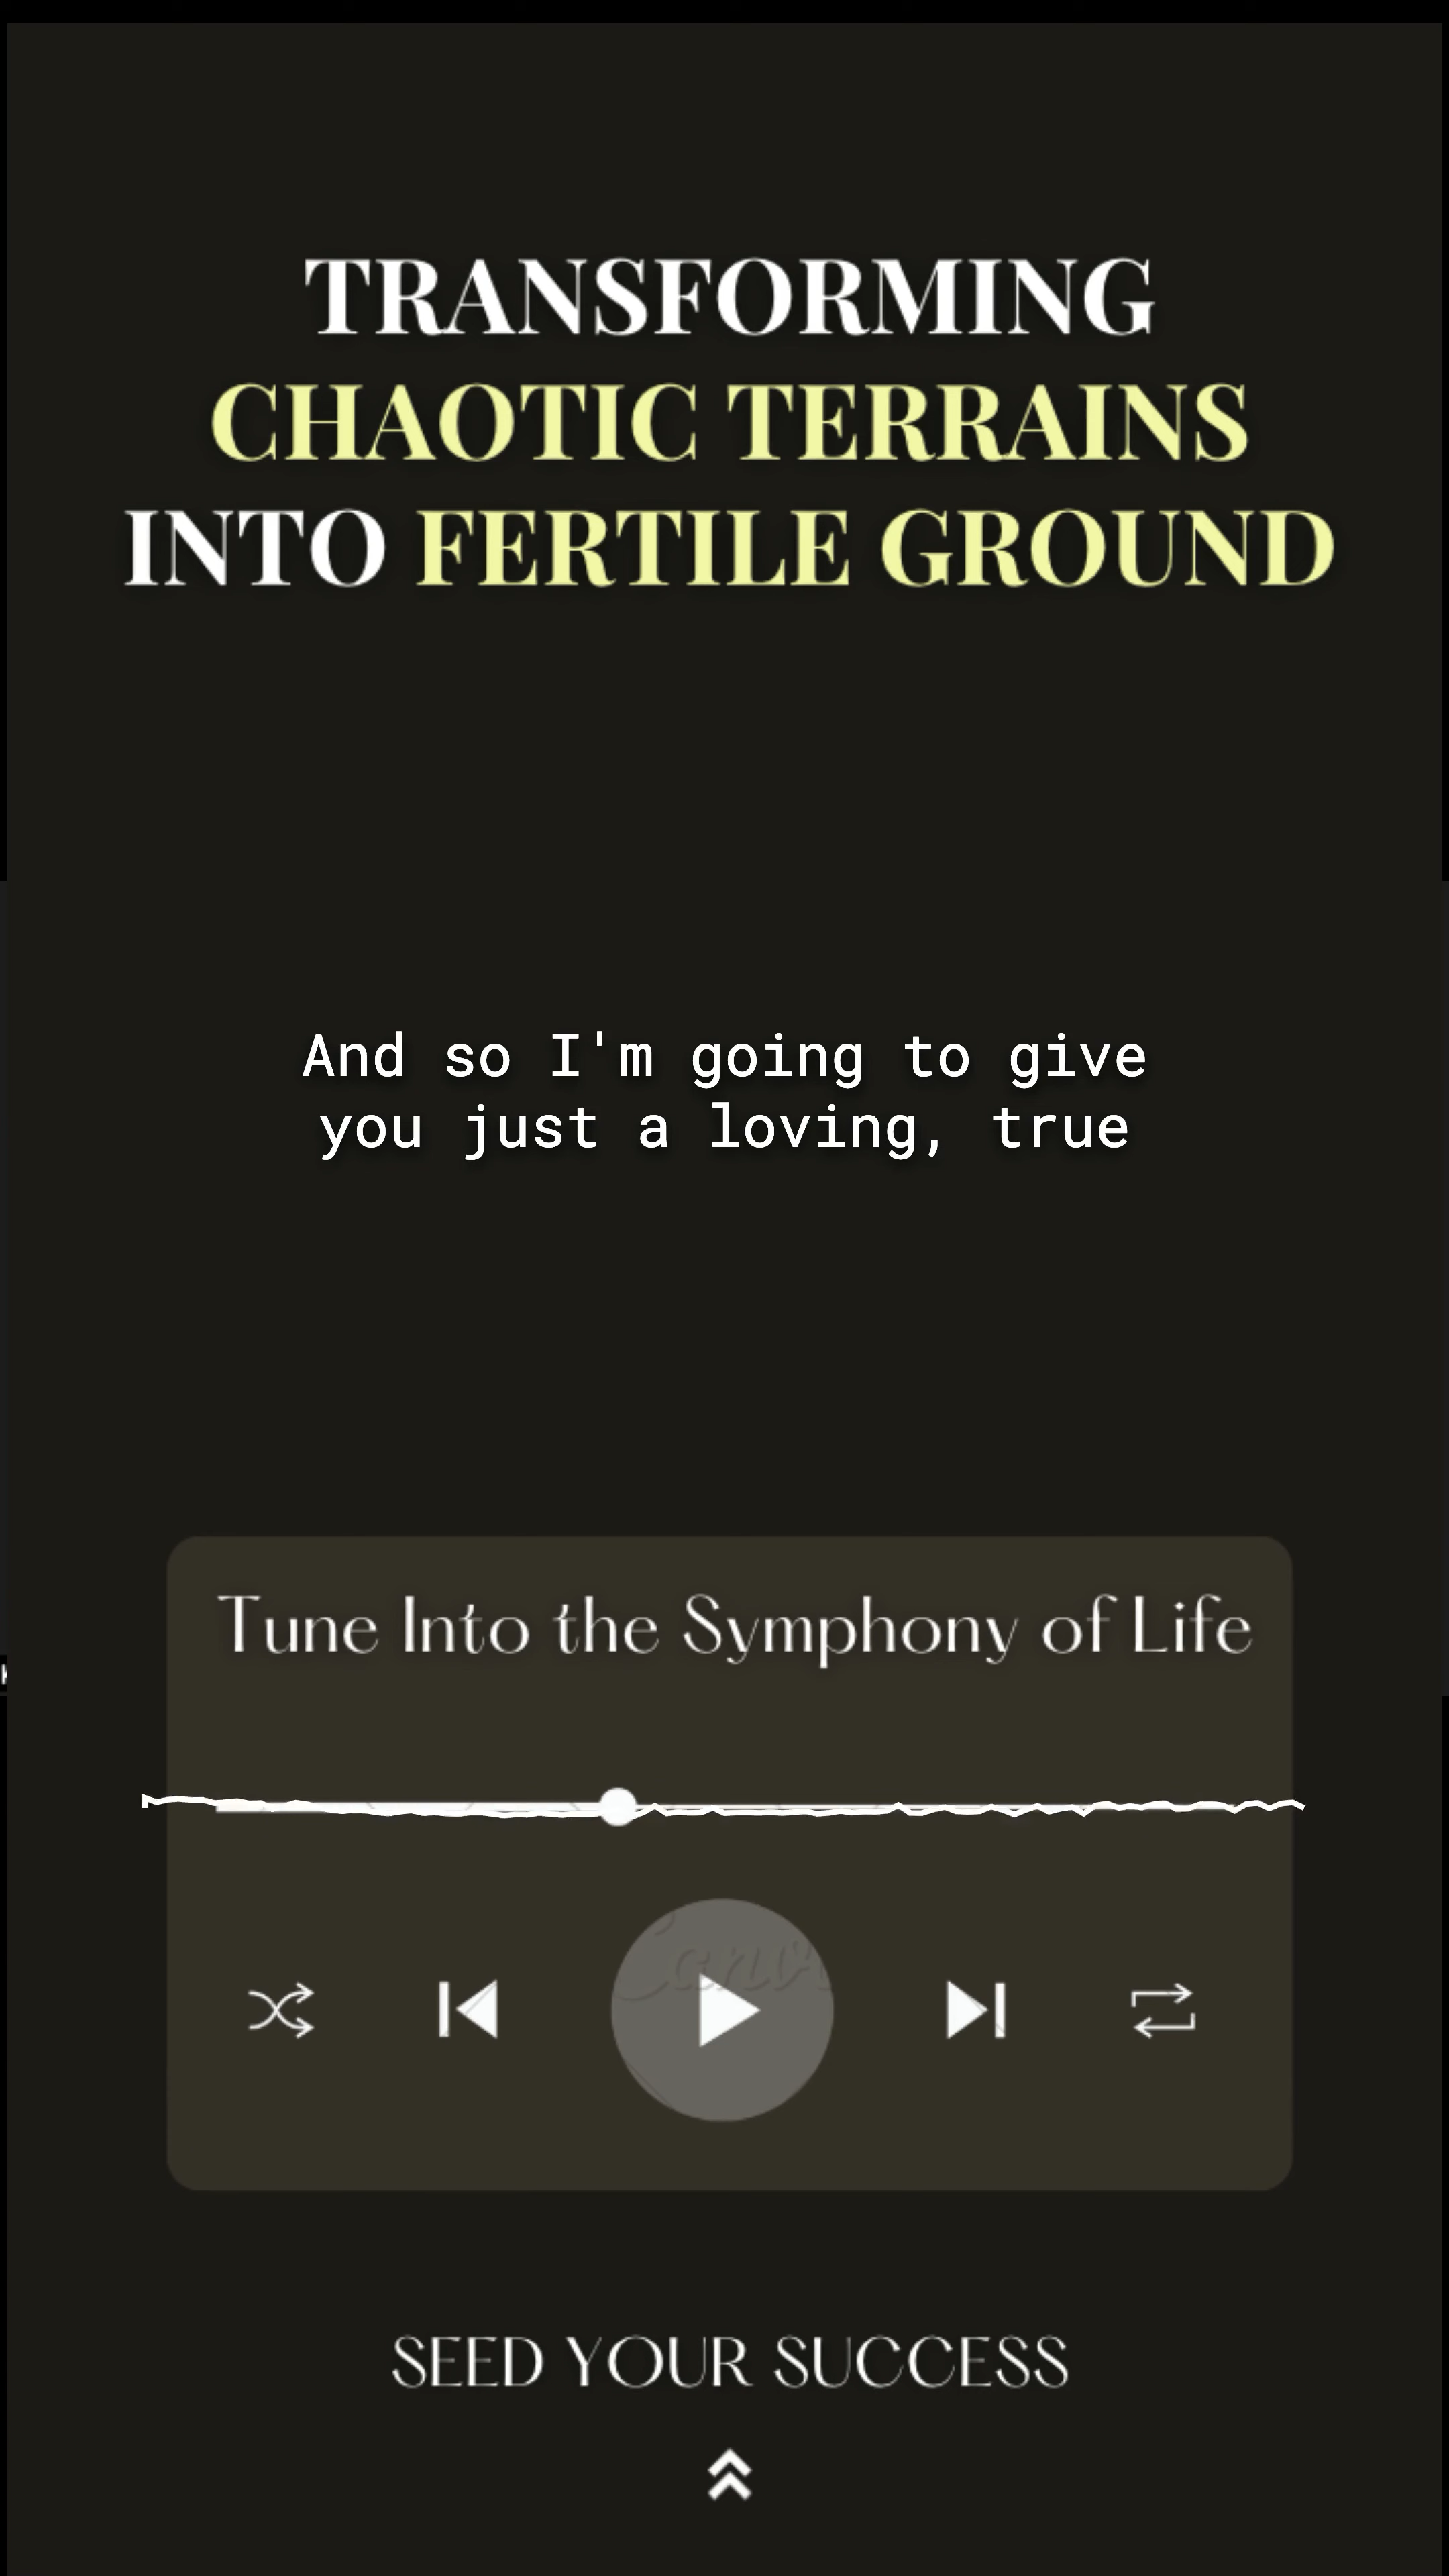 TRANSFORMING
CHAOTIC TERRAINS
INTO FERTILE GROUND
And so I'm going to give
you just a loving, true
Tune Into the Symphony of Life
Canva
SEED YOUR SUCCESS